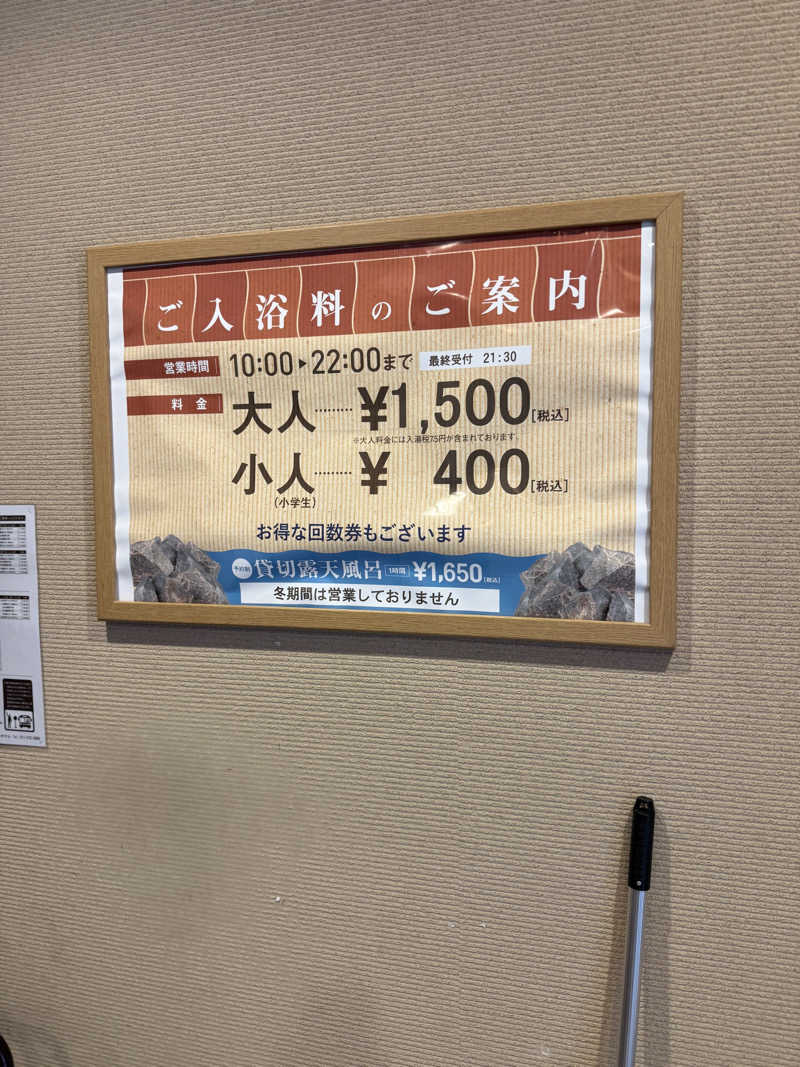 ご入浴料のご案内
営業時間 10:00▶22:00まで 最終受付 21:30
料金 大人………¥1,500[税込]
※大人料金には入湯税75円が含まれております。
小人………¥ 400[税込]
(小学生)
お得な回数券もございます
予約制 貸切露天風呂 1時間 ¥1,650[税込]
冬期間は営業しておりません